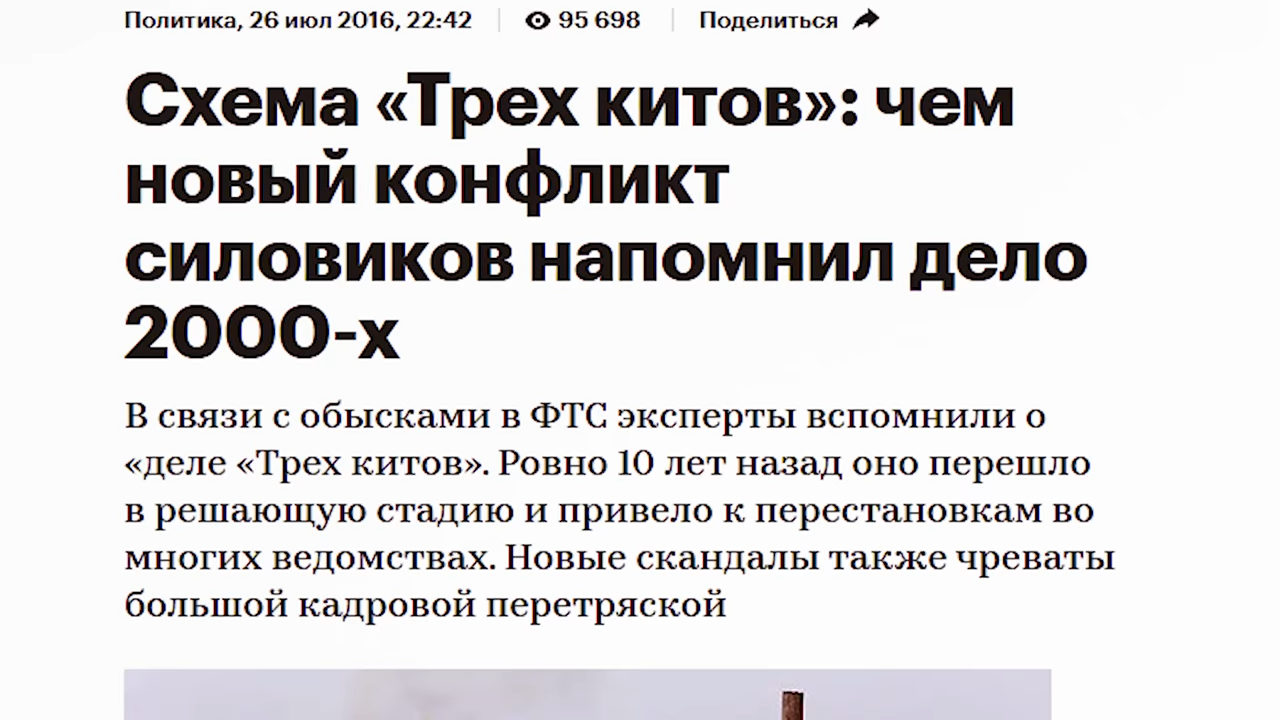 Политика, 26 июл 2016, 22:42 95 698 Поделиться
Схема «Трех китов»: чем
новый конфликт
силовиков напомнил дело
2000-х
В связи с обысками в ФТС эксперты вспомнили о
«деле «Трех китов». Ровно 10 лет назад оно перешло
в решающую стадию и привело к перестановкам во
многих ведомствах. Новые скандалы также чреваты
большой кадровой перетряской